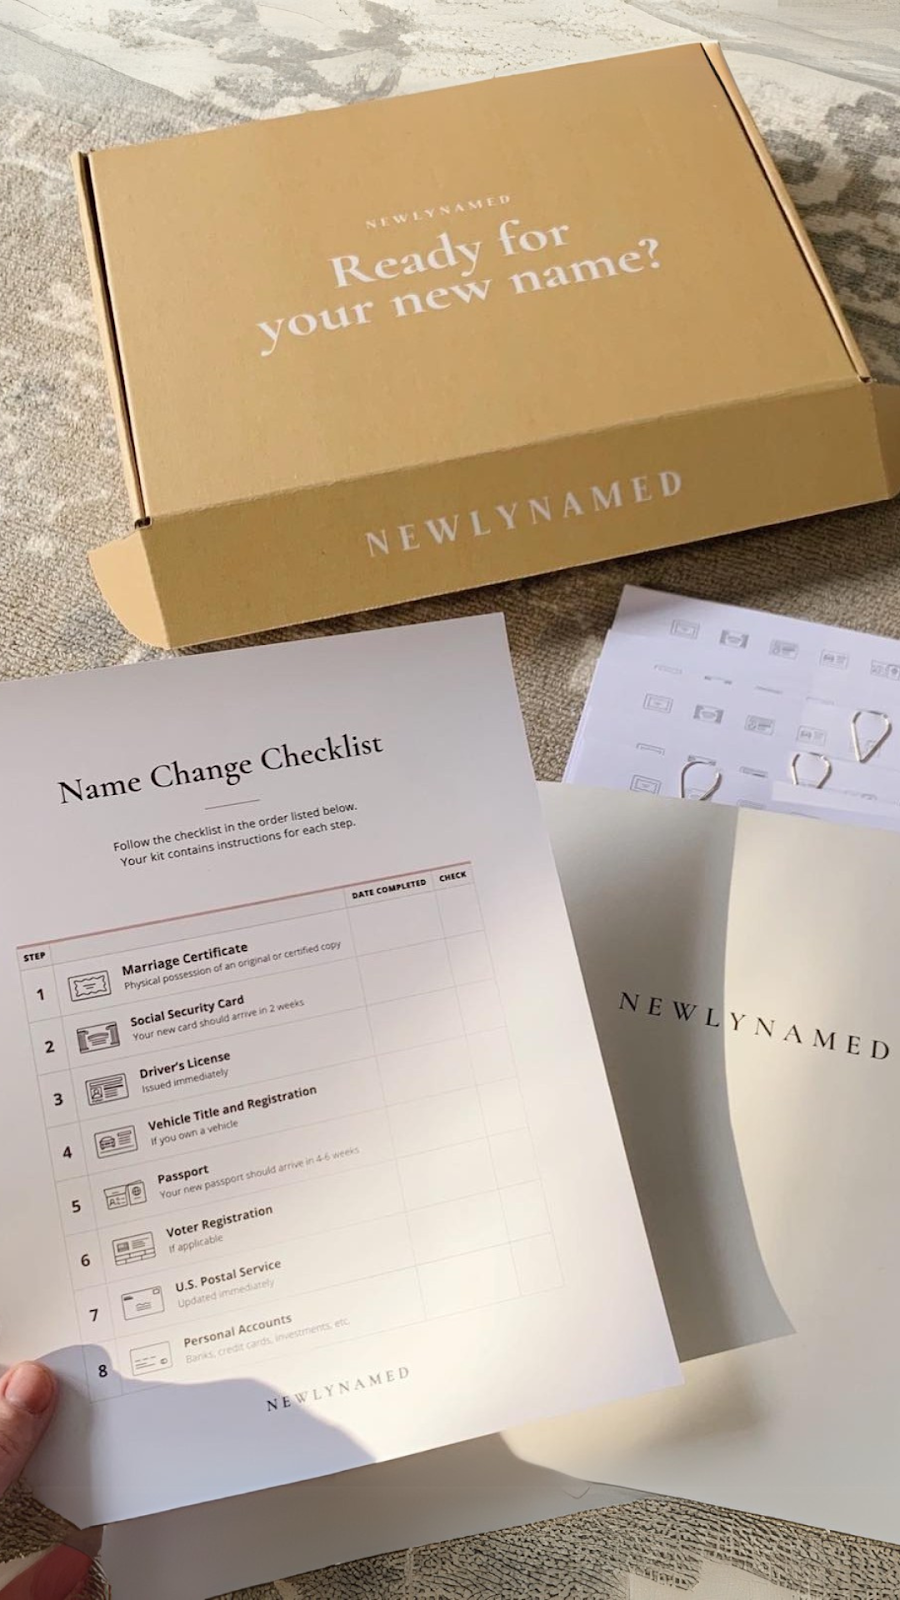 NEWLYNAMED
Ready for
your new name?
NEWLYNAMED
Name Change Checklist
Follow the checklist in the order listed below.
Your kit contains instructions for each step.
STEP DATE COMPLETED CHECK
1 Marriage Certificate
Physical possession of an original or certified copy
2 Social Security Card
Your new card should arrive in 2 weeks
3 Driver's License
Issued immediately
4 Vehicle Title and Registration
If you own a vehicle
5 Passport
Your new passport should arrive in 4-6 weeks
6 Voter Registration
If applicable
7 U.S. Postal Service
Updated immediately
8 Personal Accounts
Banks, credit cards, investments, etc.
NEWLYNAMED
NEWLYNAMED